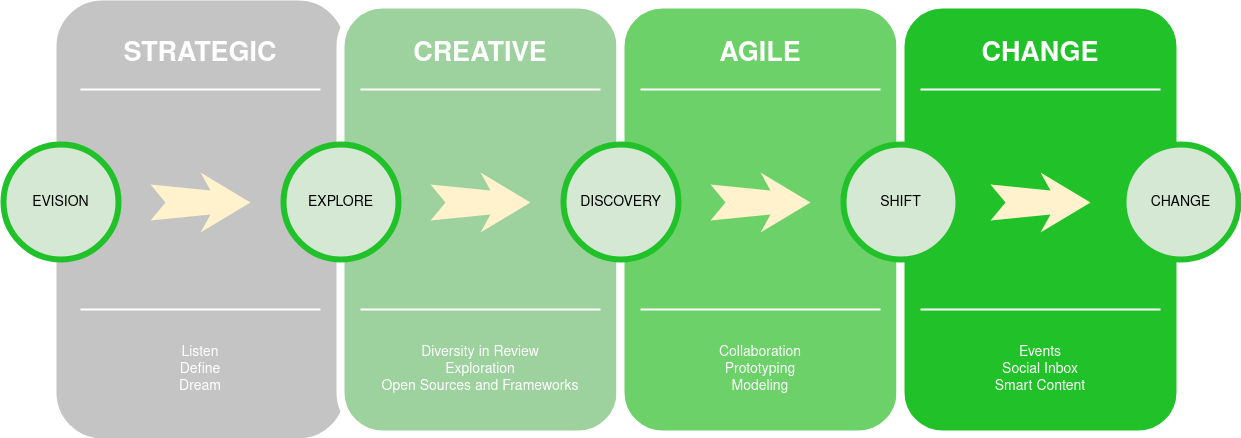 STRATEGIC
CREATIVE
AGILE
CHANGE
EVISION
EXPLORE
DISCOVERY
SHIFT
CHANGE
Listen
Define
Dream
Diversity in Review
Exploration
Open Sources and Frameworks
Collaboration
Prototyping
Modeling
Events
Social Inbox
Smart Content